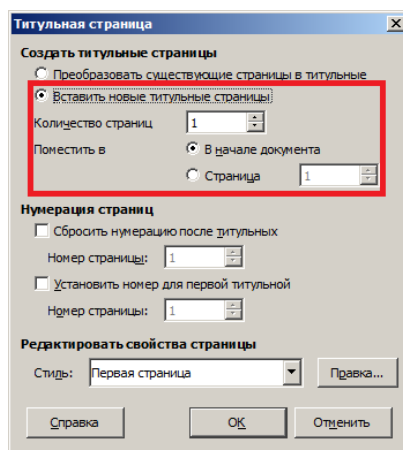 Титульная страница
Создать титульные страницы
Преобразовать существующие страницы в титульные
Вставить новые титульные страницы
Количество страниц 1
Поместить в В начале документа
Страница 1
Нумерация страниц
Сбросить нумерацию после титульных
Номер страницы: 1
Установить номер для первой титульной
Номер страницы: 1
Редактировать свойства страницы
Стиль: Первая страница Правка...
Справка OK Отменить